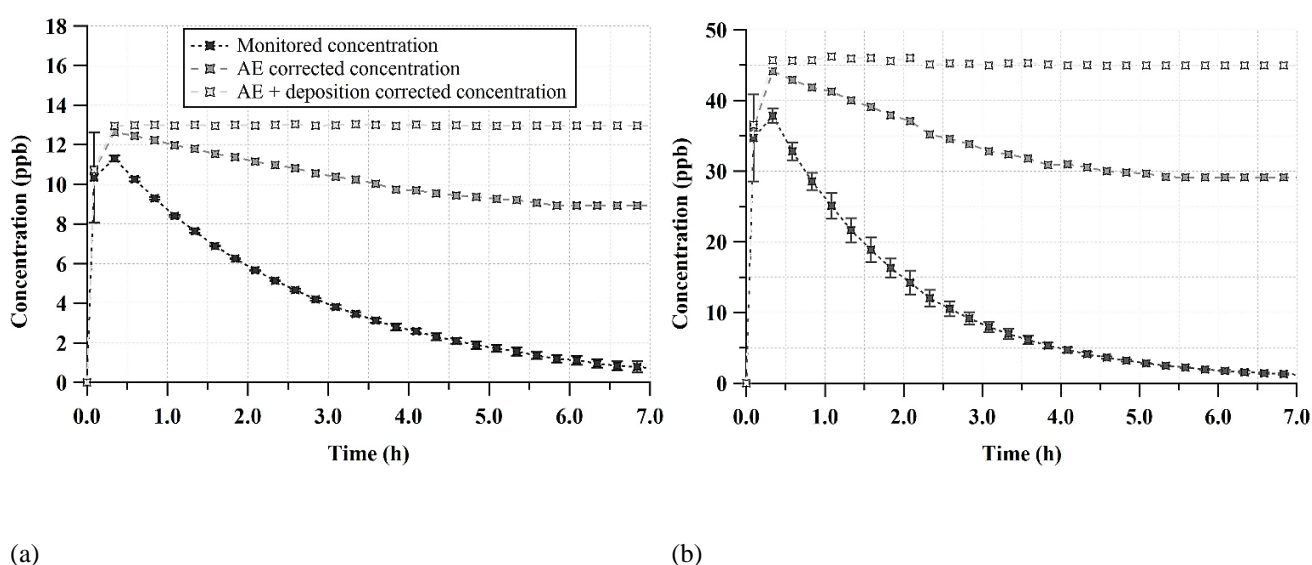 18
16
14
12
10
8
6
4
2
0
Concentration (ppb)
Monitored concentration
AE corrected concentration
AE + deposition corrected concentration
0.0 1.0 2.0 3.0 4.0 5.0 6.0 7.0
Time (h)
(a)
50
40
30
20
10
0
Concentration (ppb)
0.0 1.0 2.0 3.0 4.0 5.0 6.0 7.0
Time (h)
(b)